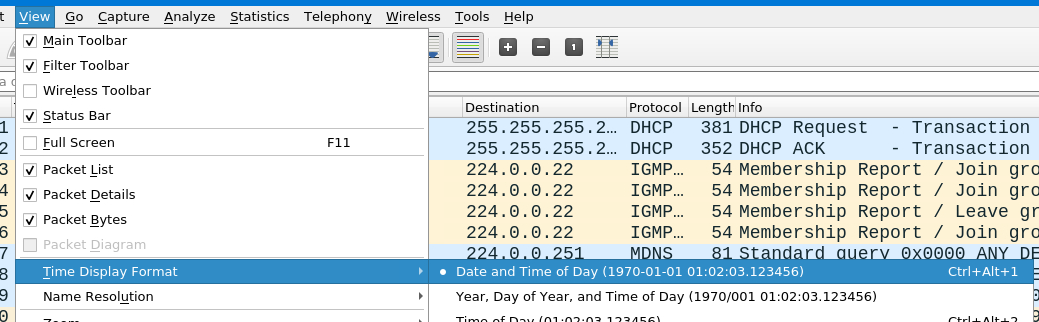 t View Go Capture Analyze Statistics Telephony Wireless Tools Help
Main Toolbar
Filter Toolbar
Wireless Toolbar
Status Bar
Full Screen F11
Packet List
Packet Details
Packet Bytes
Packet Diagram
Time Display Format
Name Resolution
Date and Time of Day (1970-01-01 01:02:03.123456) Ctrl+Alt+1
Year, Day of Year, and Time of Day (1970/001 01:02:03.123456)
Time of Day (01:02:03.123456) Ctrl+Alt+2
Destination Protocol Length Info
1 255.255.255.2… DHCP 381 DHCP Request - Transaction
2 255.255.255.2… DHCP 352 DHCP ACK - Transaction
3 224.0.0.22 IGMP… 54 Membership Report / Join gro
4 224.0.0.22 IGMP… 54 Membership Report / Join gro
5 224.0.0.22 IGMP… 54 Membership Report / Leave gr
6 224.0.0.22 IGMP… 54 Membership Report / Join gro
7 224.0.0.251 MDNS 81 Standard query 0x0000 ANY DE
8
9
0